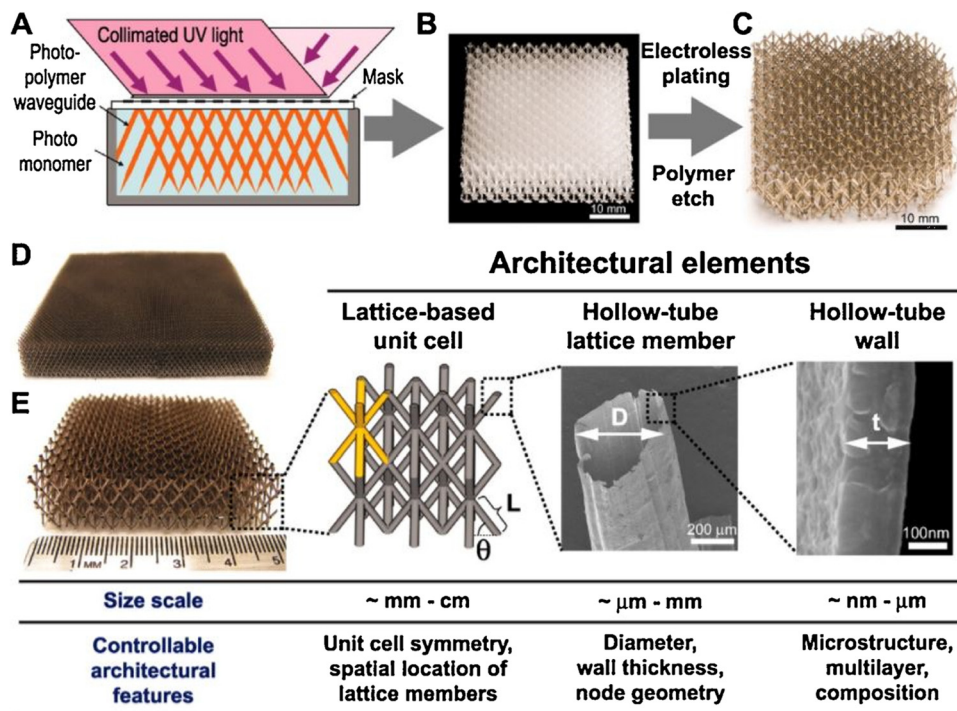 A
Collimated UV light
Photo-
polymer
waveguide
Mask
Photo
monomer
B
10 mm
Electroless
plating
Polymer
etch
C
10 mm
D
E
1 MM 2 3 4 5
Architectural elements
Lattice-based
unit cell
Hollow-tube
lattice member
Hollow-tube
wall
L
θ
D
200 μm
t
100nm
Size scale
~ mm - cm
~ μm - mm
~ nm - μm
Controllable
architectural
features
Unit cell symmetry,
spatial location of
lattice members
Diameter,
wall thickness,
node geometry
Microstructure,
multilayer,
composition